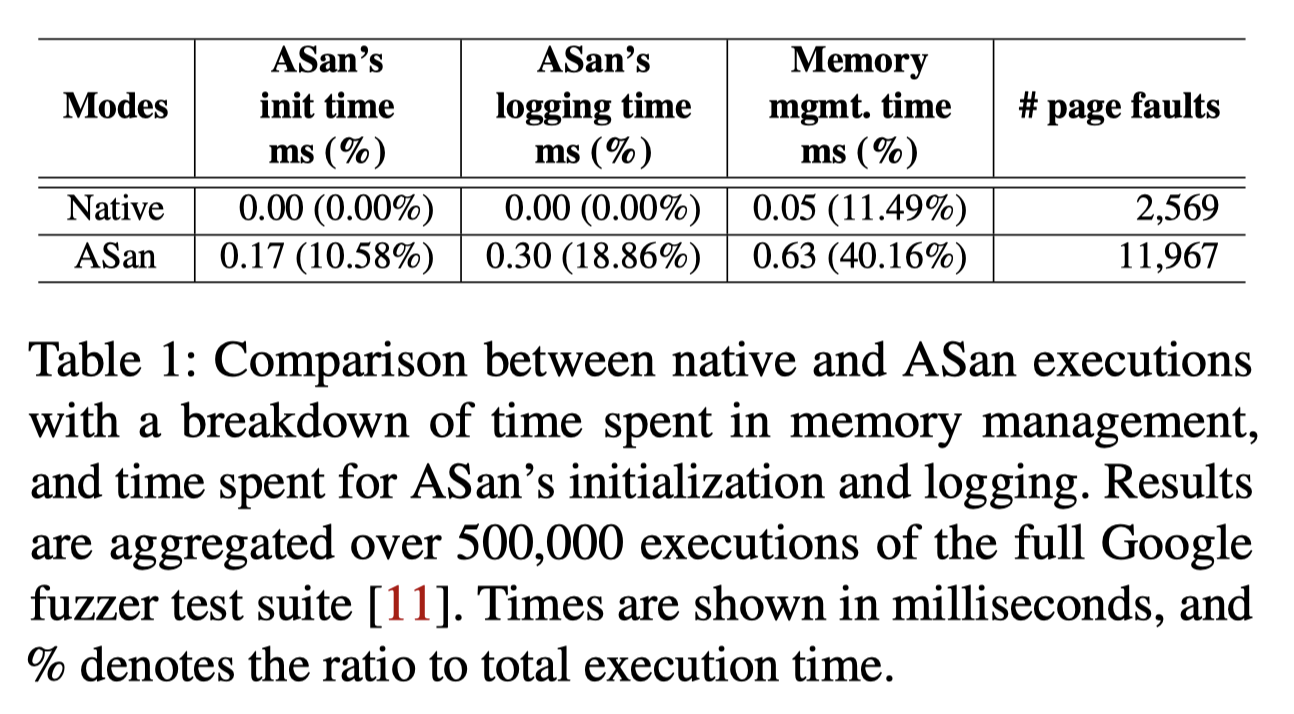 Modes | ASan's init time ms (%) | ASan's logging time ms (%) | Memory mgmt. time ms (%) | # page faults
Native | 0.00 (0.00%) | 0.00 (0.00%) | 0.05 (11.49%) | 2,569
ASan | 0.17 (10.58%) | 0.30 (18.86%) | 0.63 (40.16%) | 11,967
Table 1: Comparison between native and ASan executions
with a breakdown of time spent in memory management,
and time spent for ASan's initialization and logging. Results
are aggregated over 500,000 executions of the full Google
fuzzer test suite [11]. Times are shown in milliseconds, and
% denotes the ratio to total execution time.